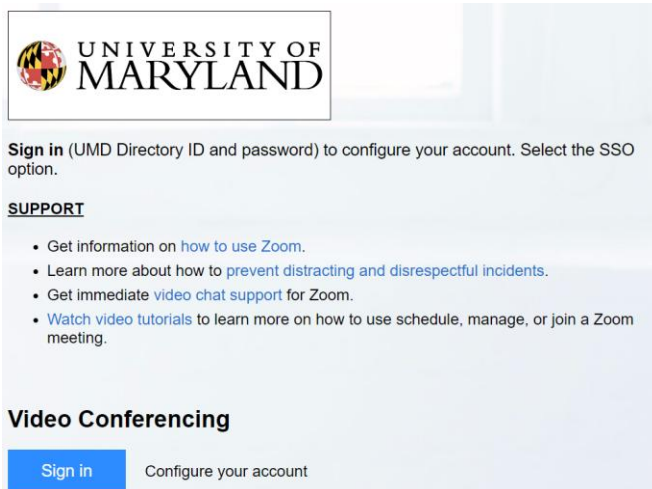 UNIVERSITY OF
MARYLAND
Sign in (UMD Directory ID and password) to configure your account. Select the SSO
option.
SUPPORT
• Get information on how to use Zoom.
• Learn more about how to prevent distracting and disrespectful incidents.
• Get immediate video chat support for Zoom.
• Watch video tutorials to learn more on how to use schedule, manage, or join a Zoom
meeting.
Video Conferencing
Sign in Configure your account